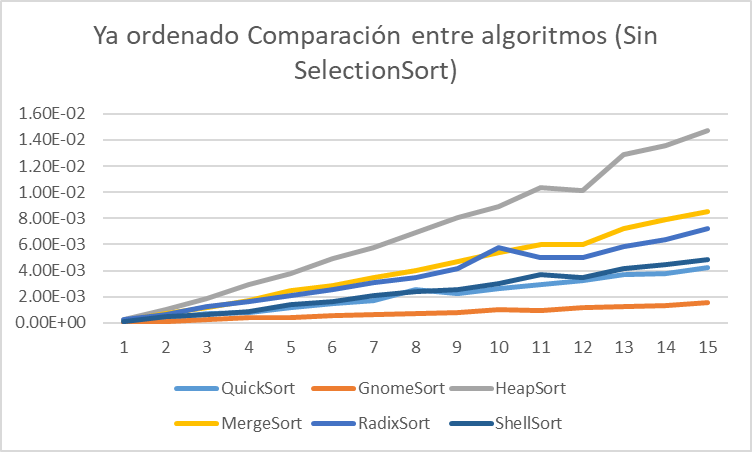 Ya ordenado Comparación entre algoritmos (Sin
SelectionSort)
1.60E-02
1.40E-02
1.20E-02
1.00E-02
8.00E-03
6.00E-03
4.00E-03
2.00E-03
0.00E+00
1 2 3 4 5 6 7 8 9 10 11 12 13 14 15
QuickSort GnomeSort HeapSort
MergeSort RadixSort ShellSort